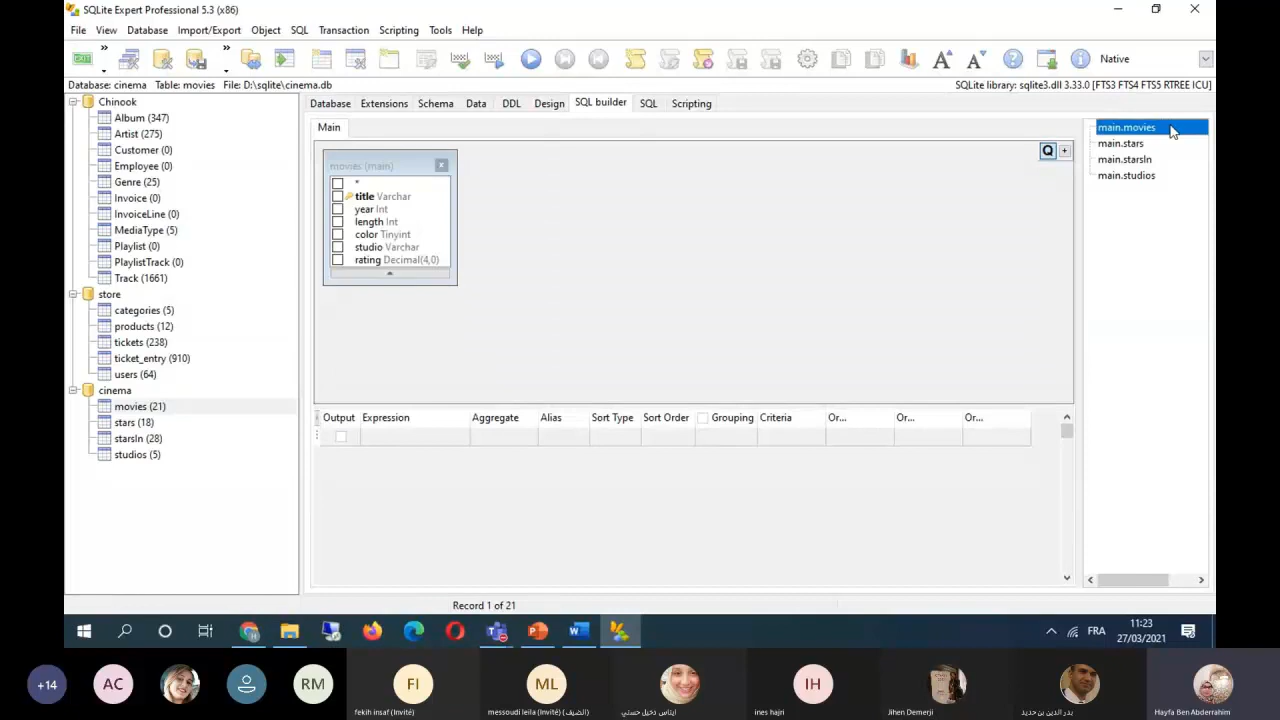 SQLite Expert Professional 5.3 (x86)
File View Database Import/Export Object SQL Transaction Scripting Tools Help
Native
Database: cinema Table: movies File: D:\sqlite\cinema.db
SQLite library: sqlite3.dll 3.33.0 [FTS3 FTS4 FTS5 RTREE ICU]
Chinook
Album (347)
Artist (275)
Customer (0)
Employee (0)
Genre (25)
Invoice (0)
InvoiceLine (0)
MediaType (5)
Playlist (0)
PlaylistTrack (0)
Track (1661)
store
categories (5)
products (12)
tickets (238)
ticket_entry (910)
users (64)
cinema
movies (21)
stars (18)
starsIn (28)
studios (5)
Database Extensions Schema Data DDL Design SQL builder SQL Scripting
Main
Q +
movies (main) x
*
title Varchar
year Int
length Int
color Tinyint
studio Varchar
rating Decimal(4,0)
main.movies
main.stars
main.starsIn
main.studios
Output Expression Aggregate Alias Sort Type Sort Order Grouping Criteria Or... Or... Or...
Record 1 of 21
FRA
11:23
27/03/2021
+14
AC
RM
FI
fekih insaf (Invité)
ML
messoudi leila (Invité) (الضيف)
ايناس دخيل حسني
IH
ines hajri
Jihen Demerji
بدر الدين بن حديد
Hayfa Ben Abderrahim